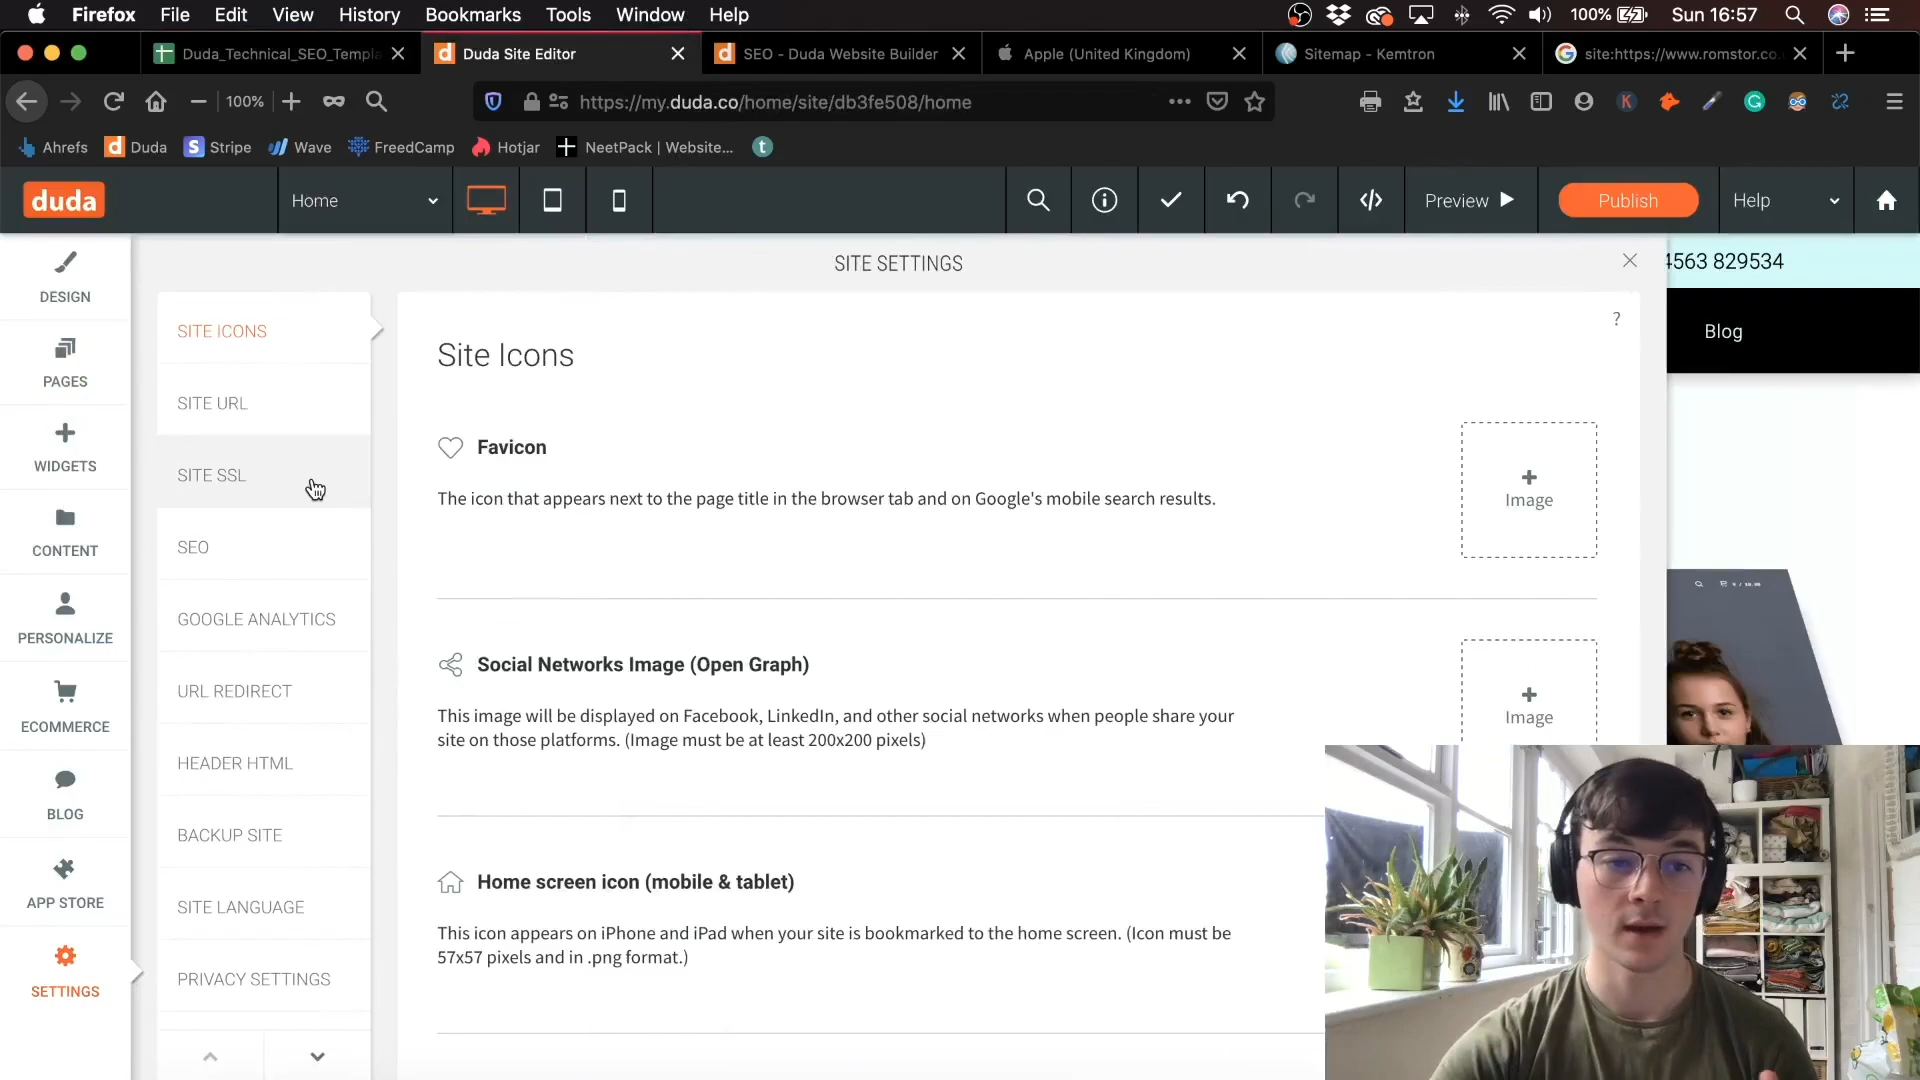 Firefox File Edit View History Bookmarks Tools Window Help 100% Sun 16:57
Duda_Technical_SEO_Templa Duda Site Editor SEO - Duda Website Builder Apple (United Kingdom) Sitemap - Kemtron site:https://www.romstor.co.
100% https://my.duda.co/home/site/db3fe508/home
Ahrefs Duda Stripe Wave FreedCamp Hotjar NeetPack | Website... t
duda Home Preview Publish Help
SITE SETTINGS
4563 829534
Blog
DESIGN
PAGES
WIDGETS
CONTENT
PERSONALIZE
ECOMMERCE
BLOG
APP STORE
SETTINGS
SITE ICONS
SITE URL
SITE SSL
SEO
GOOGLE ANALYTICS
URL REDIRECT
HEADER HTML
BACKUP SITE
SITE LANGUAGE
PRIVACY SETTINGS
?
Site Icons
Favicon
The icon that appears next to the page title in the browser tab and on Google's mobile search results.
+
Image
Social Networks Image (Open Graph)
This image will be displayed on Facebook, LinkedIn, and other social networks when people share your
site on those platforms. (Image must be at least 200x200 pixels)
+
Image
Home screen icon (mobile & tablet)
This icon appears on iPhone and iPad when your site is bookmarked to the home screen. (Icon must be
57x57 pixels and in .png format.)